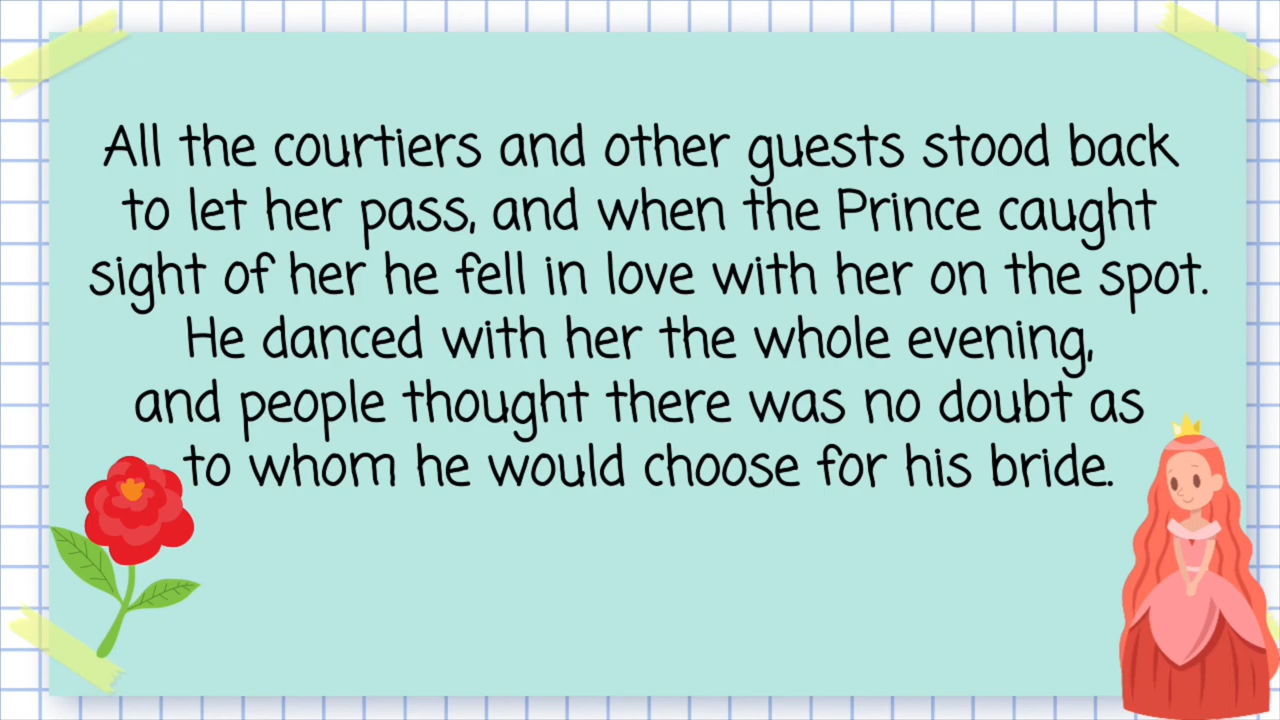 All the courtiers and other guests stood back
to let her pass, and when the Prince caught
sight of her he fell in love with her on the spot.
He danced with her the whole evening,
and people thought there was no doubt as
to whom he would choose for his bride.